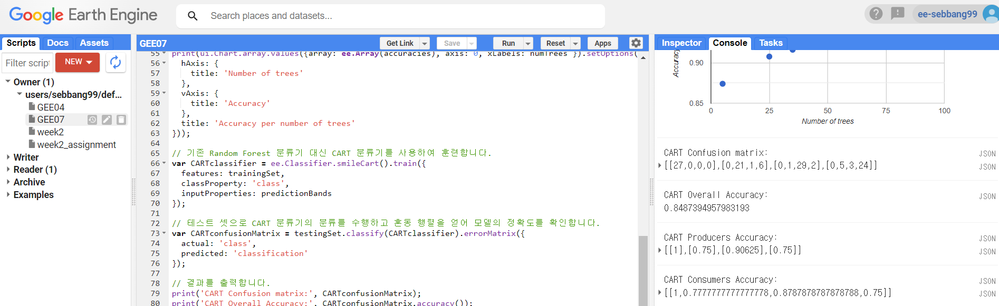 Google Earth Engine
Search places and datasets...
ee-sebbang99
Scripts
Docs
Assets
Filter script
NEW
Owner (1)
users/sebbang99/def...
GEE04
GEE07
week2
week2_assignment
Writer
Reader (1)
Archive
Examples
GEE07
Get Link
Save
Run
Reset
Apps
55 print(ui.Chart.array.values({array: ee.Array(accuracies), axis: 0, xLabels: numTrees }).setOptions(
56 hAxis: {
57 title: 'Number of trees'
58 },
59 vAxis: {
60 title: 'Accuracy'
61 },
62 title: 'Accuracy per number of trees'
63 }));
64
65 // 기존 Random Forest 분류기 대신 CART 분류기를 사용하여 훈련합니다.
66 var CARTclassifier = ee.Classifier.smileCart().train({
67 features: trainingSet,
68 classProperty: 'class',
69 inputProperties: predictionBands
70 });
71
72 // 테스트 셋으로 CART 분류기의 분류를 수행하고 혼동 행렬을 얻어 모델의 정확도를 확인합니다.
73 var CARTconfusionMatrix = testingSet.classify(CARTclassifier).errorMatrix({
74 actual: 'class',
75 predicted: 'classification'
76 });
77
78 // 결과를 출력합니다.
79 print('CART Confusion matrix:', CARTconfusionMatrix);
80 print('CART Overall Accuracy:', CARTconfusionMatrix.accuracy());
Inspector
Console
Tasks
Accuracy
0.90
0.85
0
25
50
75
100
Number of trees
CART Confusion matrix:
JSON
[[27,0,0,0],[0,21,1,6],[0,1,29,2],[0,5,3,24]]
JSON
CART Overall Accuracy:
JSON
0.8487394957983193
CART Producers Accuracy:
JSON
[[1],[0.75],[0.90625],[0.75]]
JSON
CART Consumers Accuracy:
JSON
[[1,0.7777777777777778,0.8787878787878788,0.75]]
JSON